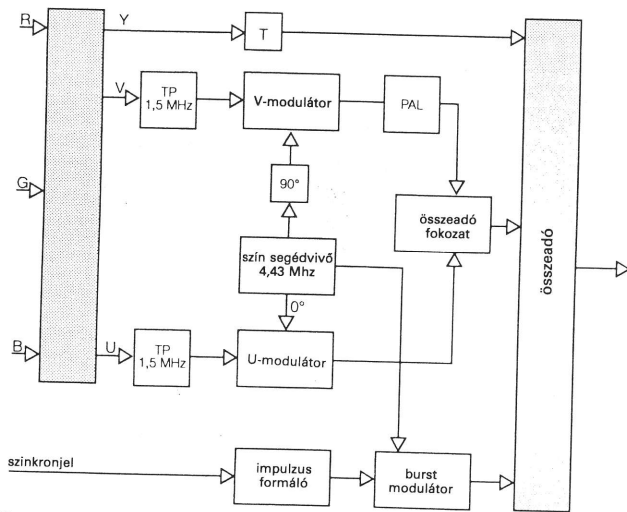 R
Y
T
V
TP
1,5 MHz
V-modulátor
PAL
G
90°
összeadó
fokozat
szín segédvivő
4,43 Mhz
0°
összeadó
B
U
TP
1,5 MHz
U-modulátor
szinkronjel
impulzus
formáló
burst
modulátor